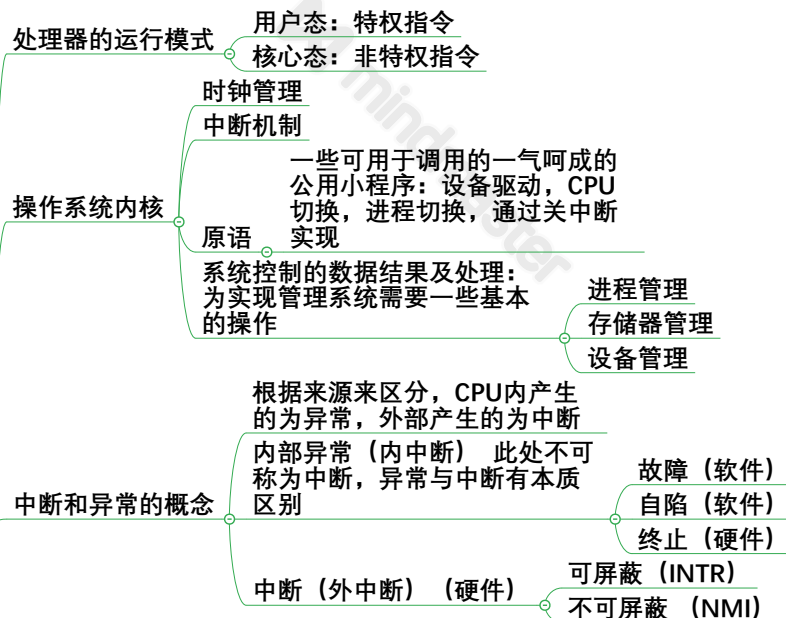 处理器的运行模式
用户态：特权指令
核心态：非特权指令
操作系统内核
时钟管理
中断机制
原语
一些可用于调用的一气呵成的
公用小程序：设备驱动，CPU
切换，进程切换，通过关中断
实现
系统控制的数据结果及处理：
为实现管理系统需要一些基本
的操作
进程管理
存储器管理
设备管理
中断和异常的概念
根据来源来区分，CPU内产生
的为异常，外部产生的为中断
内部异常（内中断） 此处不可
称为中断，异常与中断有本质
区别
故障（软件）
自陷（软件）
终止（硬件）
中断（外中断）（硬件）
可屏蔽（INTR）
不可屏蔽 （NMI）
mindmaster